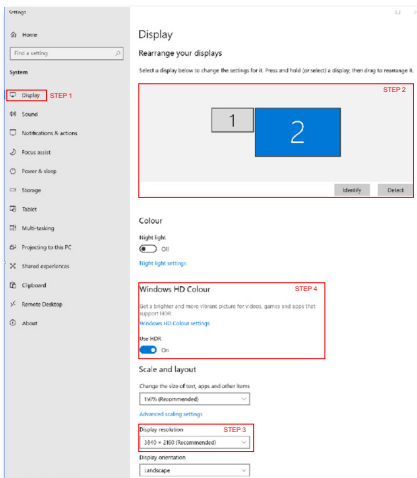 Settings
Home
Find a setting
System
Display STEP 1
Sound
Notifications & actions
Focus assist
Power & sleep
Storage
Tablet
Multi-tasking
Projecting to this PC
Shared experiences
Clipboard
Remote Desktop
About
Display
Rearrange your displays
Select a display below to change the settings for it. Press and hold (or select) a display, then drag to rearrange it.
STEP 2
1
2
Identify Detect
Colour
Night light
Off
Night light settings
Windows HD Colour STEP 4
Get a brighter and more vibrant picture for videos, games and apps that
support HDR.
Windows HD Colour settings
Use HDR
On
Scale and layout
Change the size of text, apps and other items
(Recommended)
Advanced scaling settings
Display resolution STEP 3
3840 × 2160 (Recommended)
Display orientation
Landscape